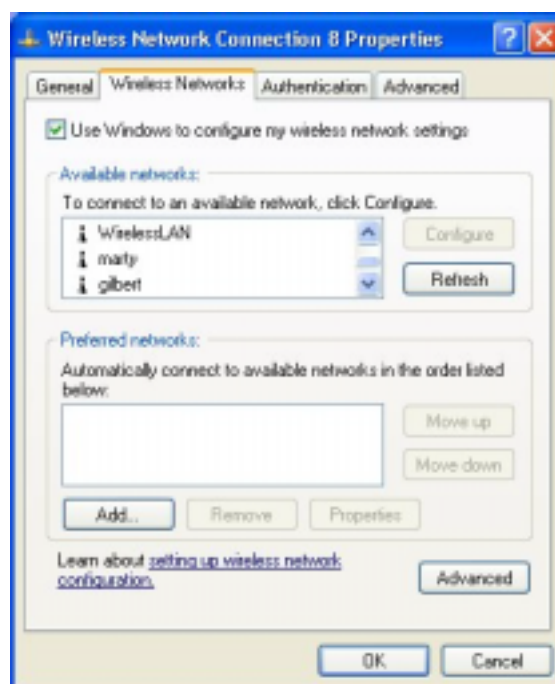 Wireless Network Connection 8 Properties
General Wireless Networks Authentication Advanced
Use Windows to configure my wireless network settings
Available networks:
To connect to an available network, click Configure.
WirelessLAN
marty
gilbert
Configure
Refresh
Preferred networks:
Automatically connect to available networks in the order listed
below:
Move up
Move down
Add... Remove Properties
Learn about setting up wireless network
configuration.
Advanced
OK Cancel